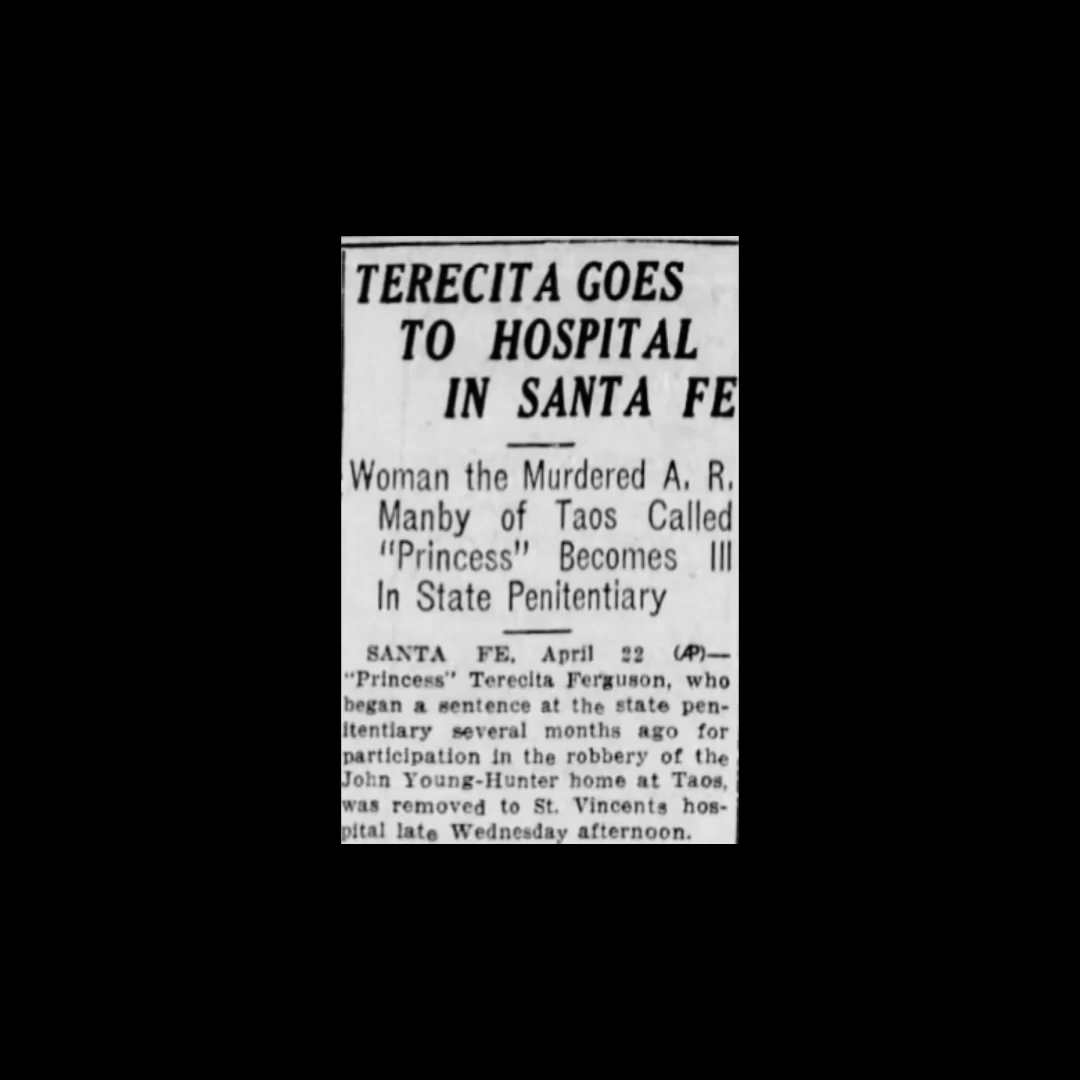 TERECITA GOES
TO HOSPITAL
IN SANTA FE
Woman the Murdered A. R.
Manby of Taos Called
"Princess" Becomes Ill
In State Penitentiary
SANTA FE, April 22 (AP)—
"Princess" Terecita Ferguson, who
began a sentence at the state pen-
itentiary several months ago for
participation in the robbery of the
John Young-Hunter home at Taos,
was removed to St. Vincents hos-
pital late Wednesday afternoon.